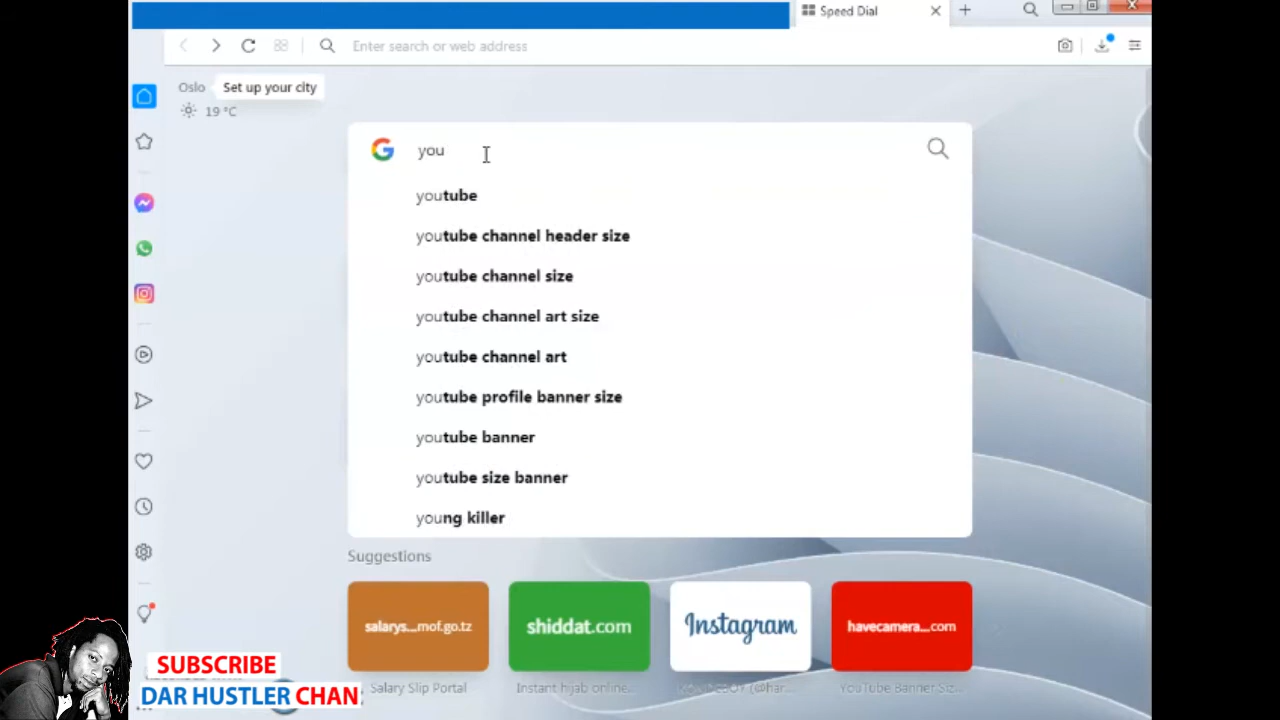 Speed Dial
Enter search or web address
Oslo
Set up your city
19 °C
you
youtube
youtube channel header size
youtube channel size
youtube channel art size
youtube channel art
youtube profile banner size
youtube banner
youtube size banner
young killer
Suggestions
salarys...mof.go.tz
shiddat.com
Instagram
havecamera....com
Salary Slip Portal
Instant hijab online...
YouTube Banner Siz...
SUBSCRIBE
DAR HUSTLER CHAN